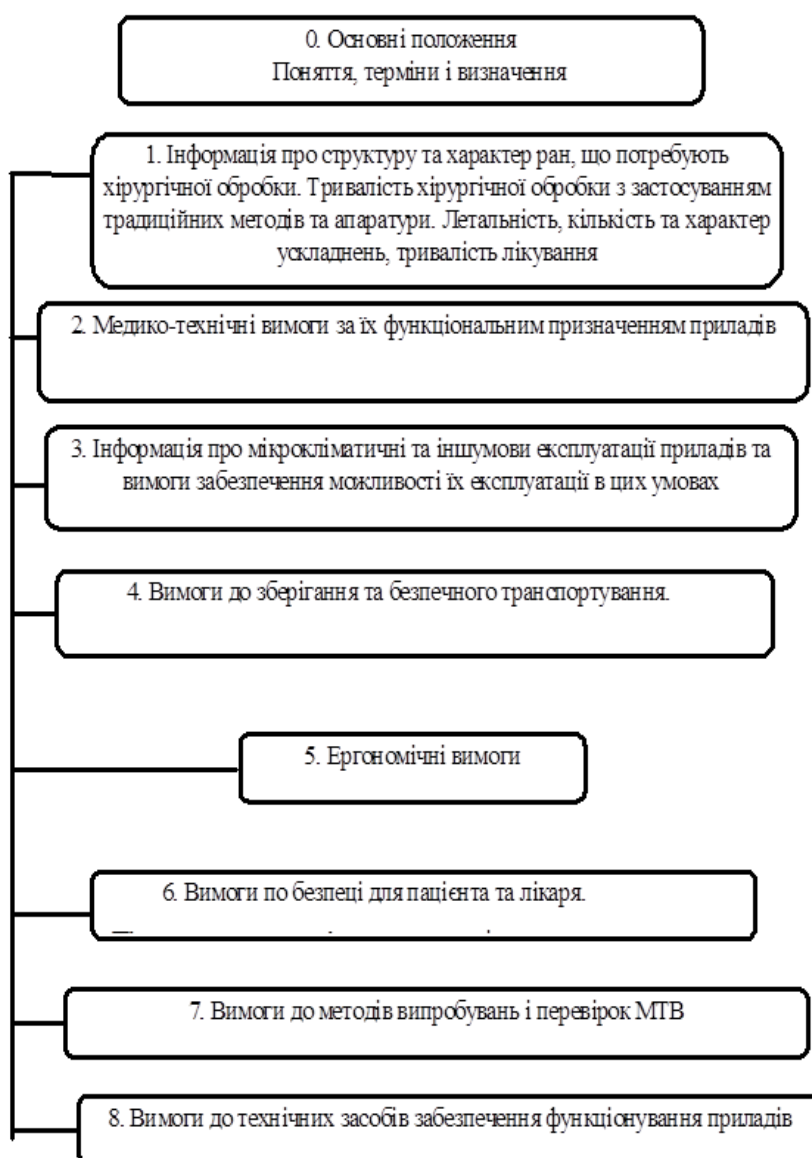 0. Основні положення
Поняття, терміни і визначення
1. Інформація про структуру та характер ран, що потребують
хірургічної обробки. Тривалість хірургічної обробки з застосуванням
традиційних методів та апаратури. Летальність, кількість та характер
ускладнень, тривалість лікування
2. Медико-технічні вимоги за їх функціональним призначенням приладів
3. Інформація про мікрокліматичні та іншумови експлуатації приладів та
вимоги забезпечення можливості їх експлуатації в цих умовах
4. Вимоги до зберігання та безпечного транспортування.
5. Ергономічні вимоги
6. Вимоги по безпеці для пацієнта та лікаря.
7. Вимоги до методів випробувань і перевірок МТВ
8. Вимоги до технічних засобів забезпечення функціонування приладів